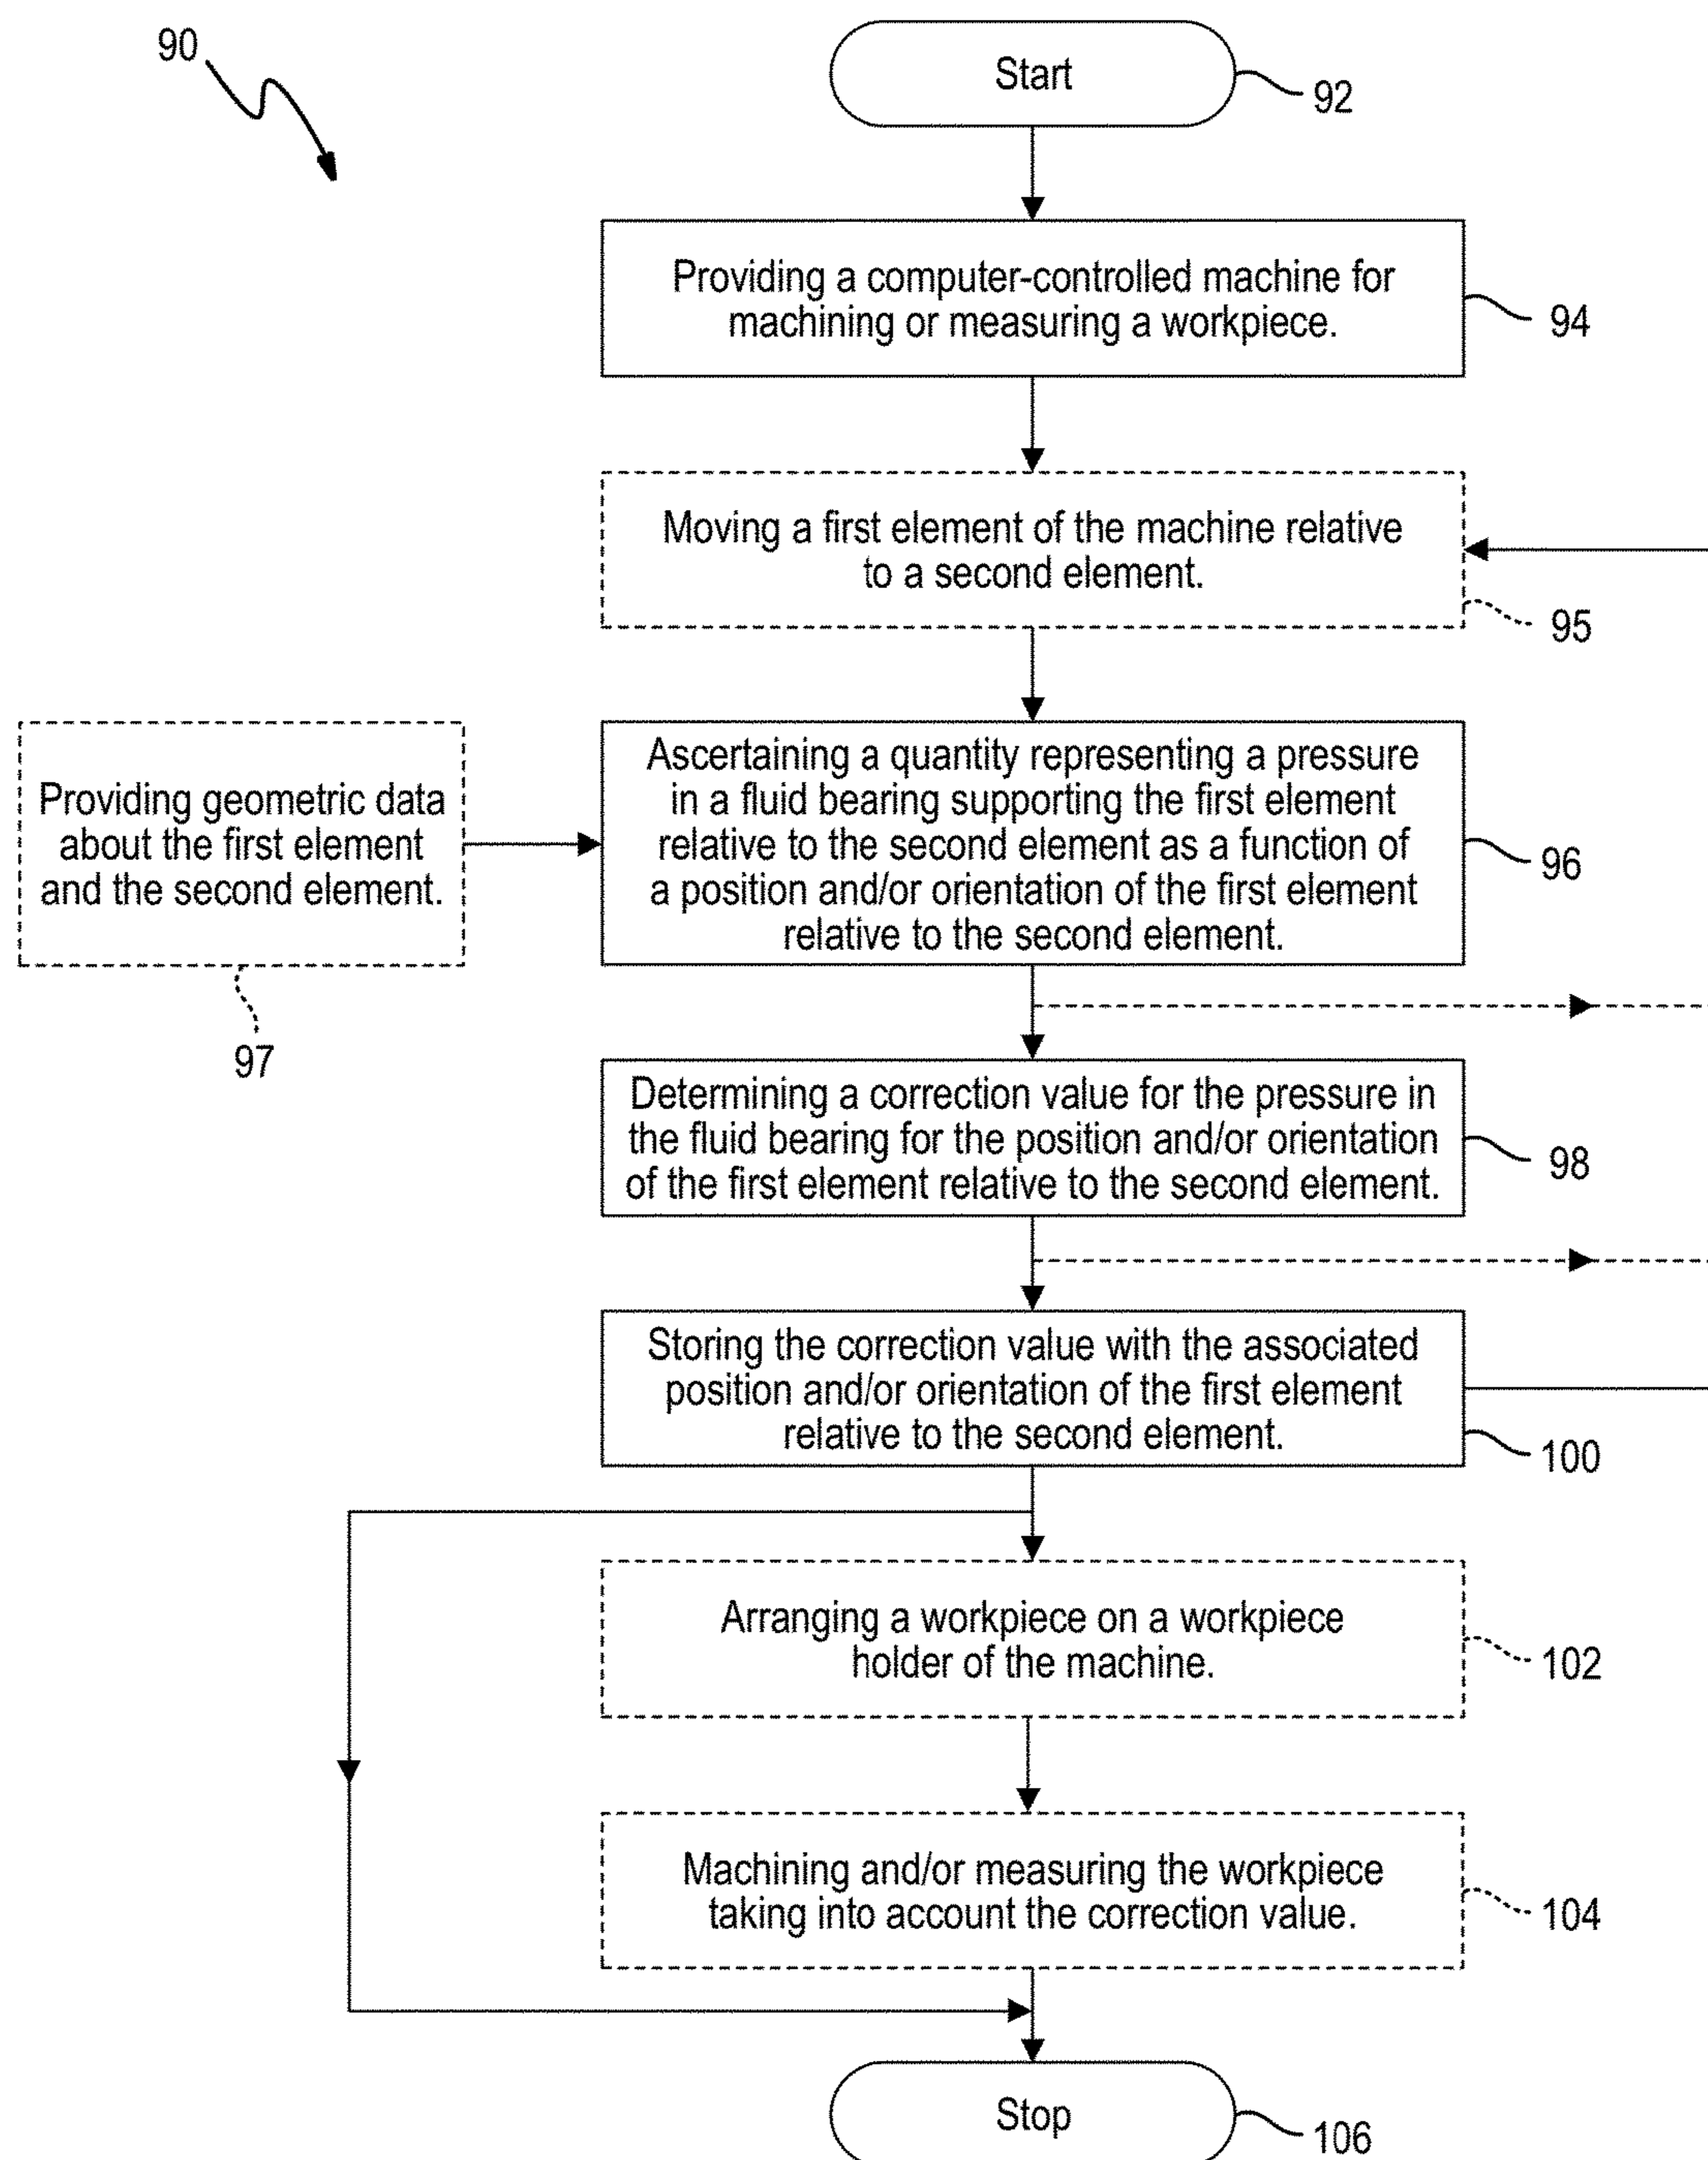 90
Start
92
Providing a computer-controlled machine for
machining or measuring a workpiece.
94
Moving a first element of the machine relative
to a second element.
95
Providing geometric data
about the first element
and the second element.
97
Ascertaining a quantity representing a pressure
in a fluid bearing supporting the first element
relative to the second element as a function of
a position and/or orientation of the first element
relative to the second element.
96
Determining a correction value for the pressure in
the fluid bearing for the position and/or orientation
of the first element relative to the second element.
98
Storing the correction value with the associated
position and/or orientation of the first element
relative to the second element.
100
Arranging a workpiece on a workpiece
holder of the machine.
102
Machining and/or measuring the workpiece
taking into account the correction value.
104
Stop
106